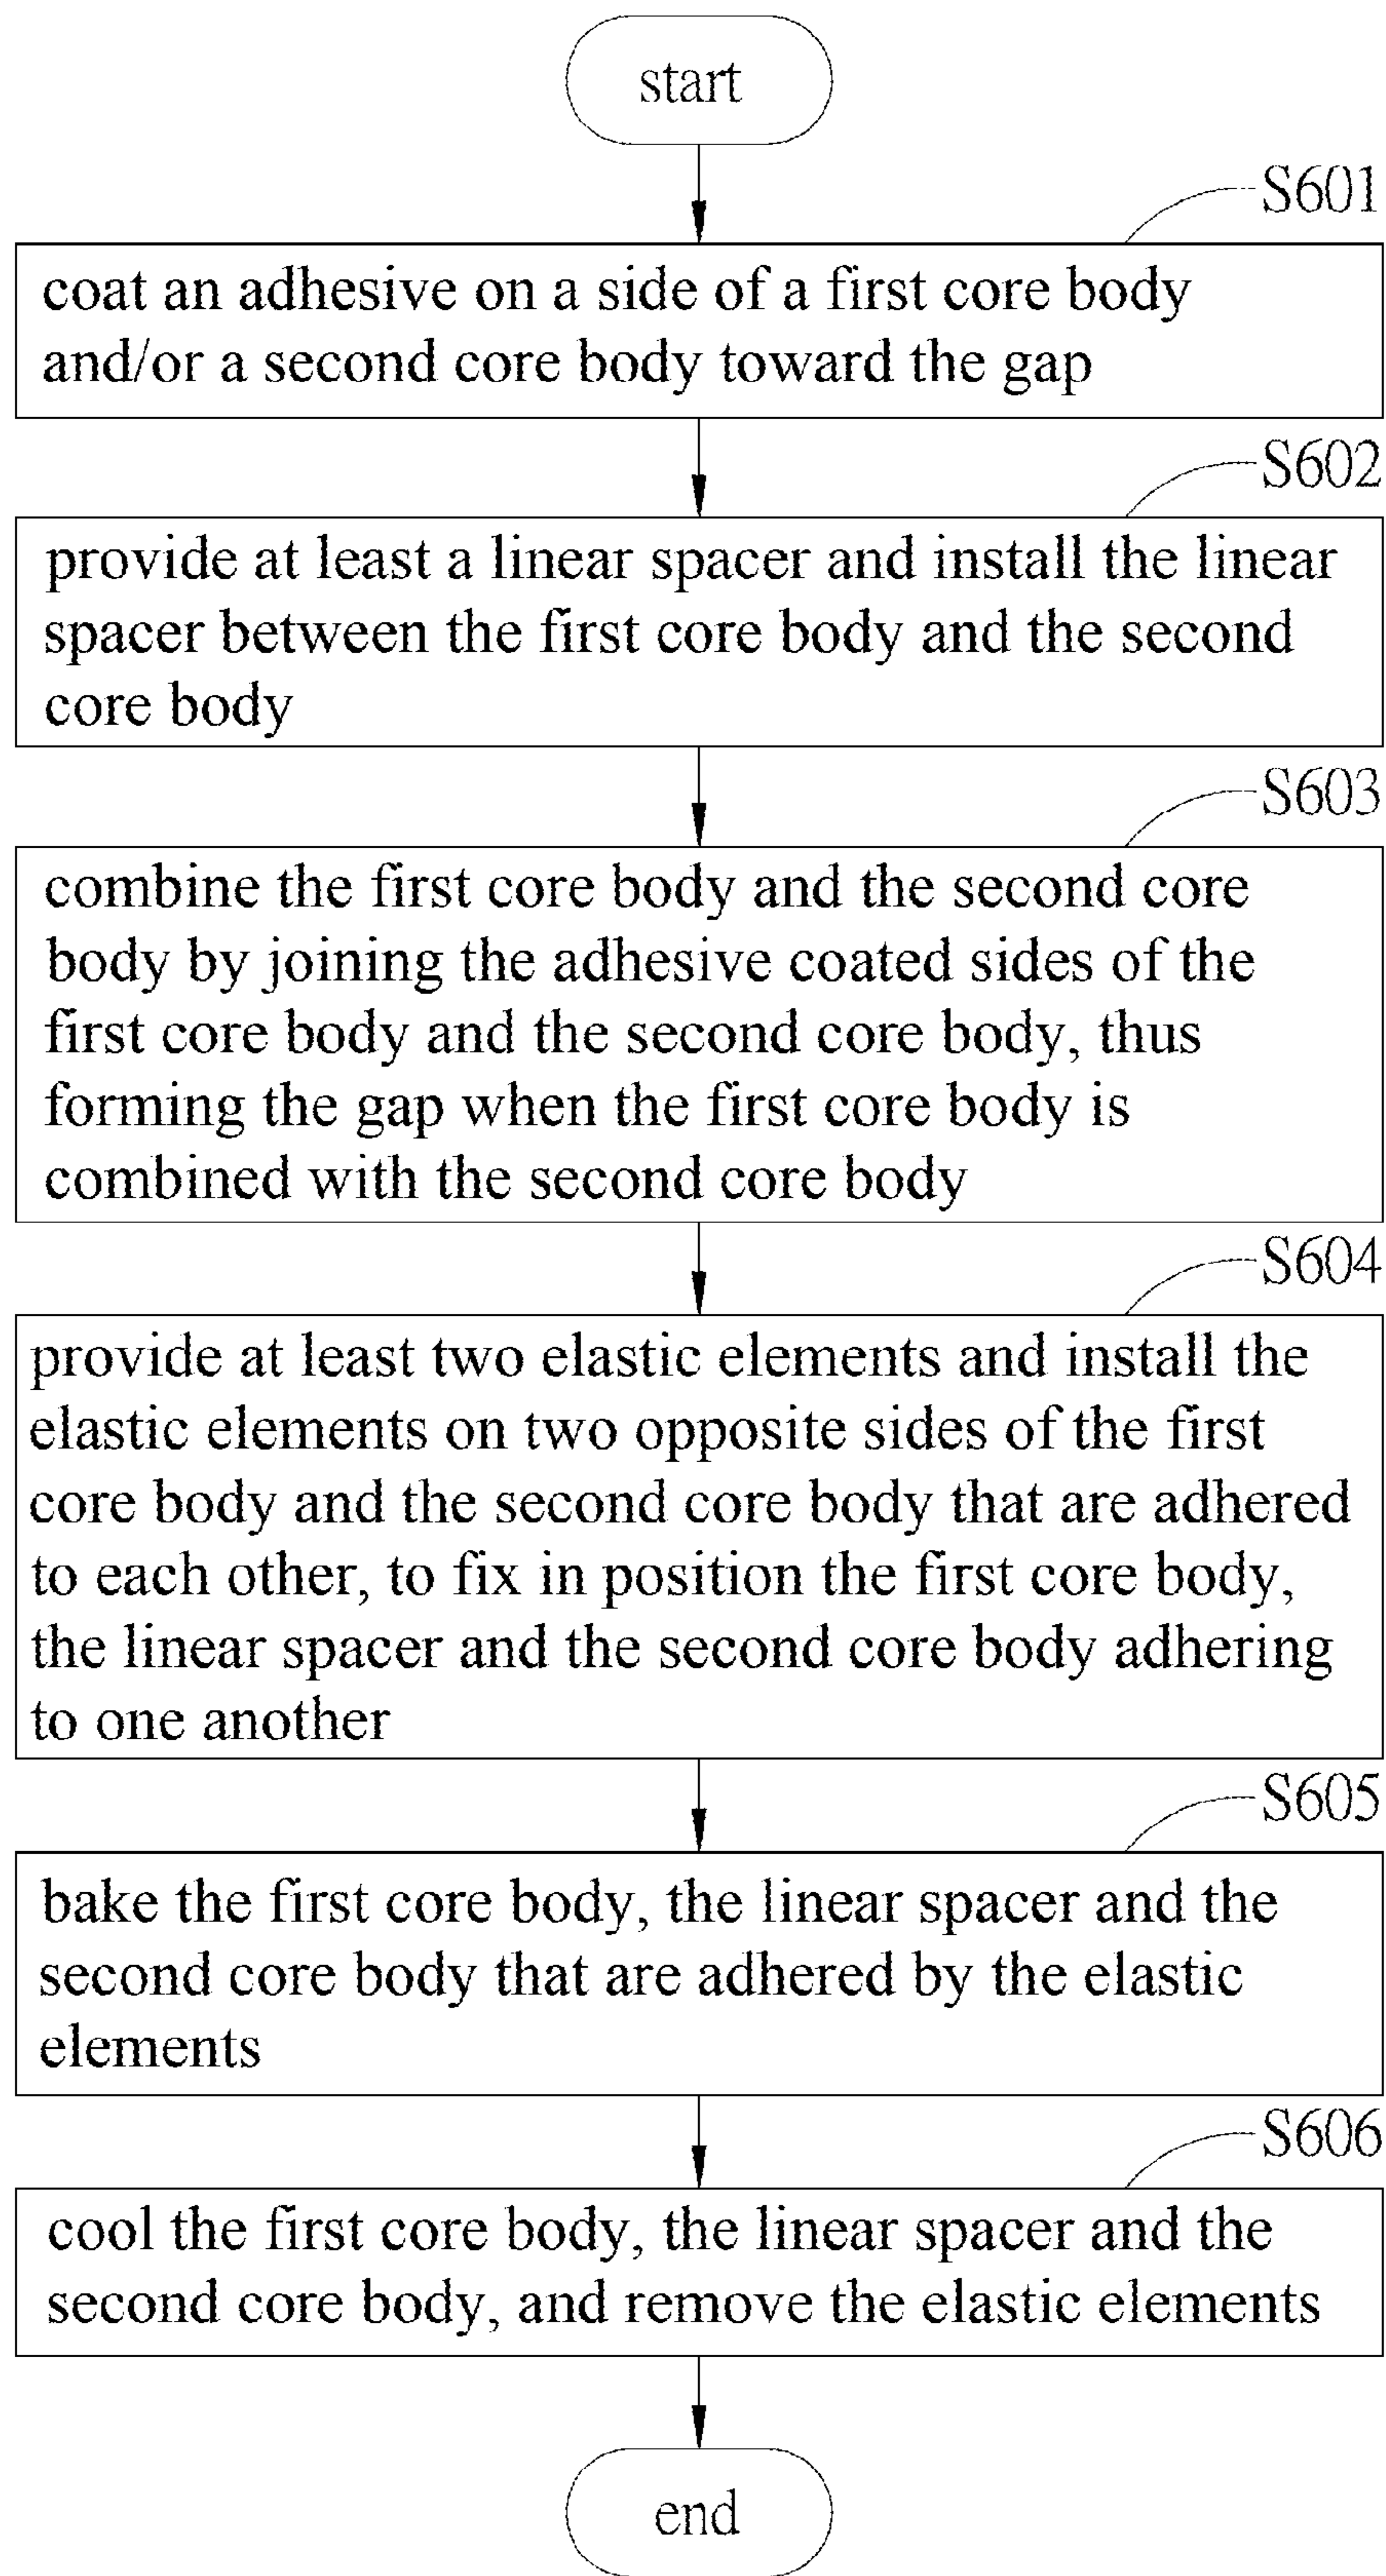 start
S601
coat an adhesive on a side of a first core body
and/or a second core body toward the gap
S602
provide at least a linear spacer and install the linear
spacer between the first core body and the second
core body
S603
combine the first core body and the second core
body by joining the adhesive coated sides of the
first core body and the second core body, thus
forming the gap when the first core body is
combined with the second core body
S604
provide at least two elastic elements and install the
elastic elements on two opposite sides of the first
core body and the second core body that are adhered
to each other, to fix in position the first core body,
the linear spacer and the second core body adhering
to one another
S605
bake the first core body, the linear spacer and the
second core body that are adhered by the elastic
elements
S606
cool the first core body, the linear spacer and the
second core body, and remove the elastic elements
end